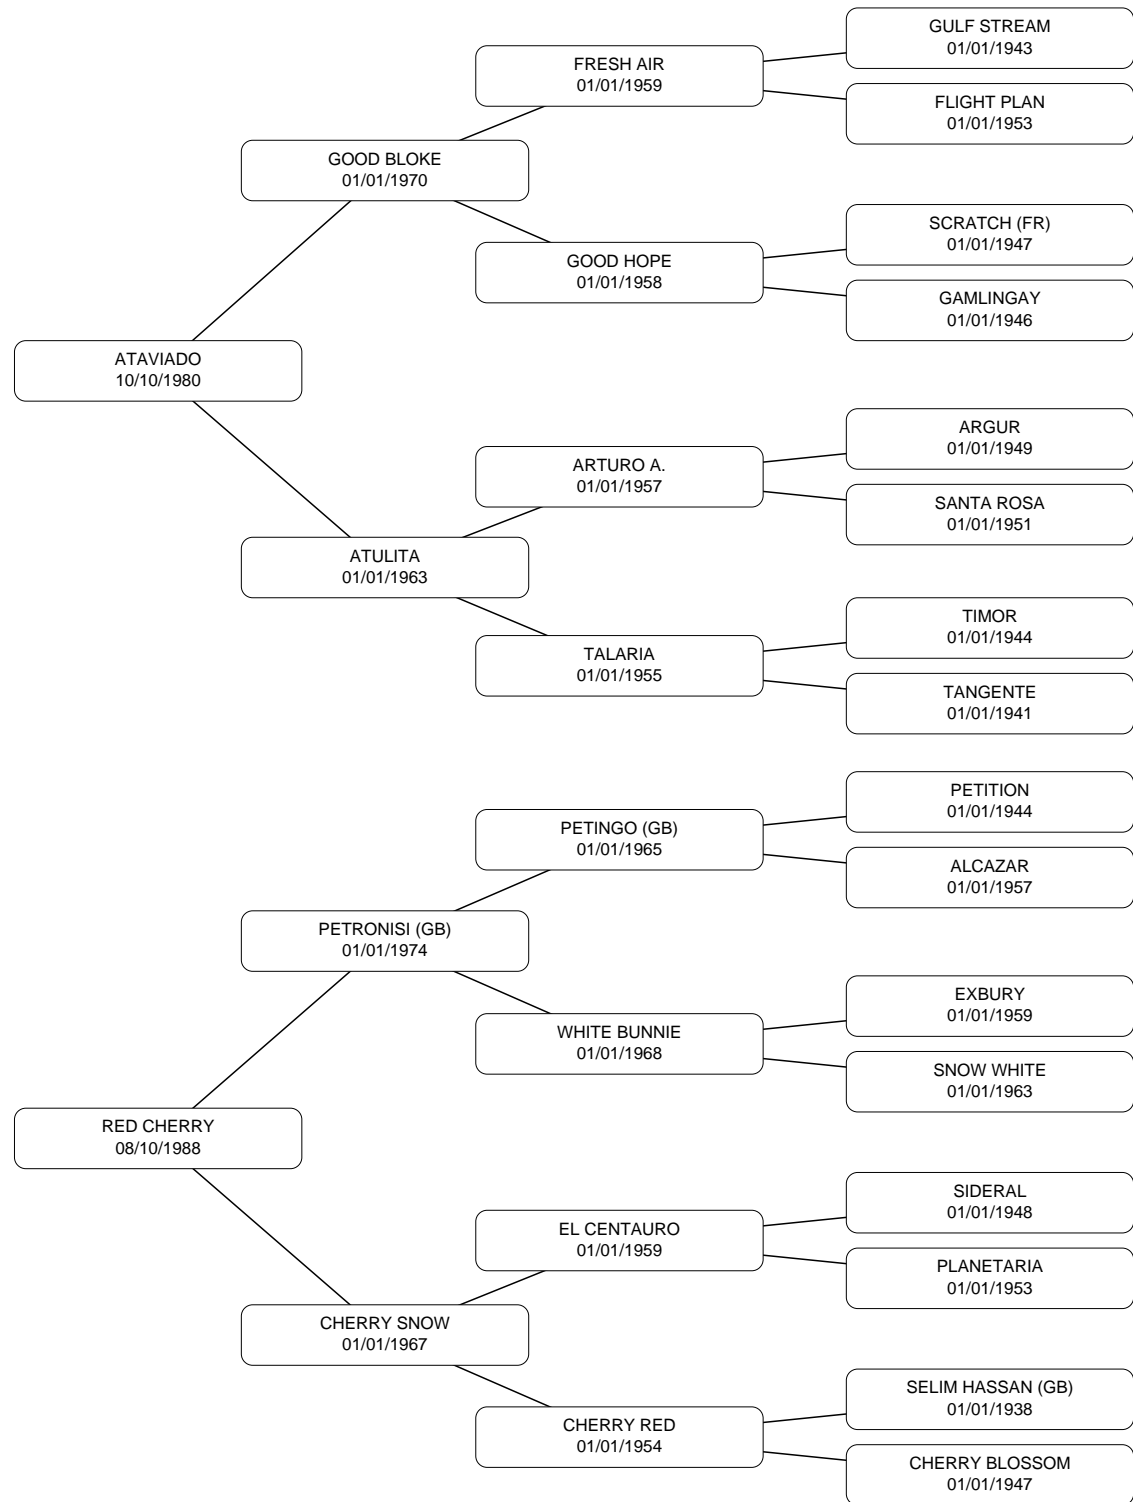 GULF STREAM
01/01/1943
FRESH AIR
01/01/1959
FLIGHT PLAN
01/01/1953
GOOD BLOKE
01/01/1970
SCRATCH (FR)
01/01/1947
GOOD HOPE
01/01/1958
GAMLINGAY
01/01/1946
ATAVIADO
10/10/1980
ARGUR
01/01/1949
ARTURO A.
01/01/1957
SANTA ROSA
01/01/1951
ATULITA
01/01/1963
TIMOR
01/01/1944
TALARIA
01/01/1955
TANGENTE
01/01/1941
PETITION
01/01/1944
PETINGO (GB)
01/01/1965
ALCAZAR
01/01/1957
PETRONISI (GB)
01/01/1974
EXBURY
01/01/1959
WHITE BUNNIE
01/01/1968
SNOW WHITE
01/01/1963
RED CHERRY
08/10/1988
SIDERAL
01/01/1948
EL CENTAURO
01/01/1959
PLANETARIA
01/01/1953
CHERRY SNOW
01/01/1967
SELIM HASSAN (GB)
01/01/1938
CHERRY RED
01/01/1954
CHERRY BLOSSOM
01/01/1947